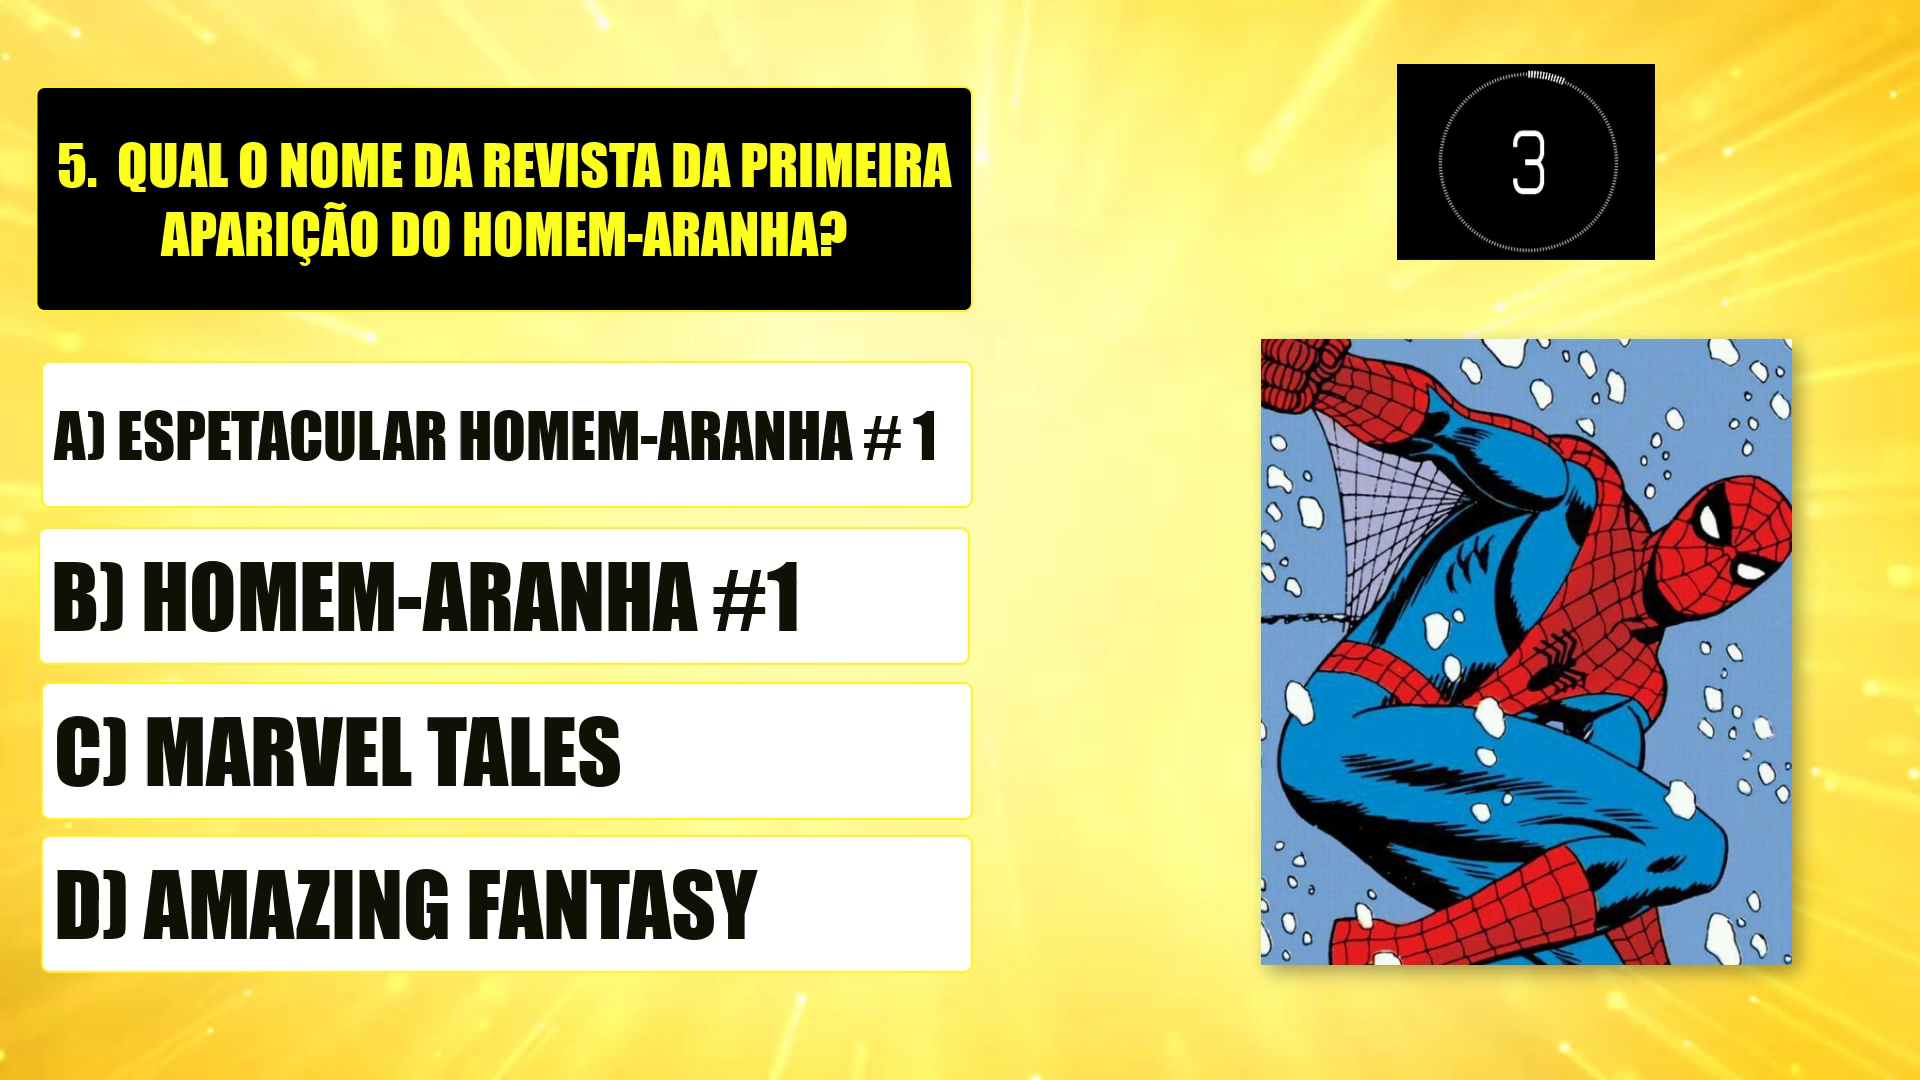 5. QUAL O NOME DA REVISTA DA PRIMEIRA
APARIÇÃO DO HOMEM-ARANHA?
3
A) ESPETACULAR HOMEM-ARANHA # 1
B) HOMEM-ARANHA #1
C) MARVEL TALES
D) AMAZING FANTASY